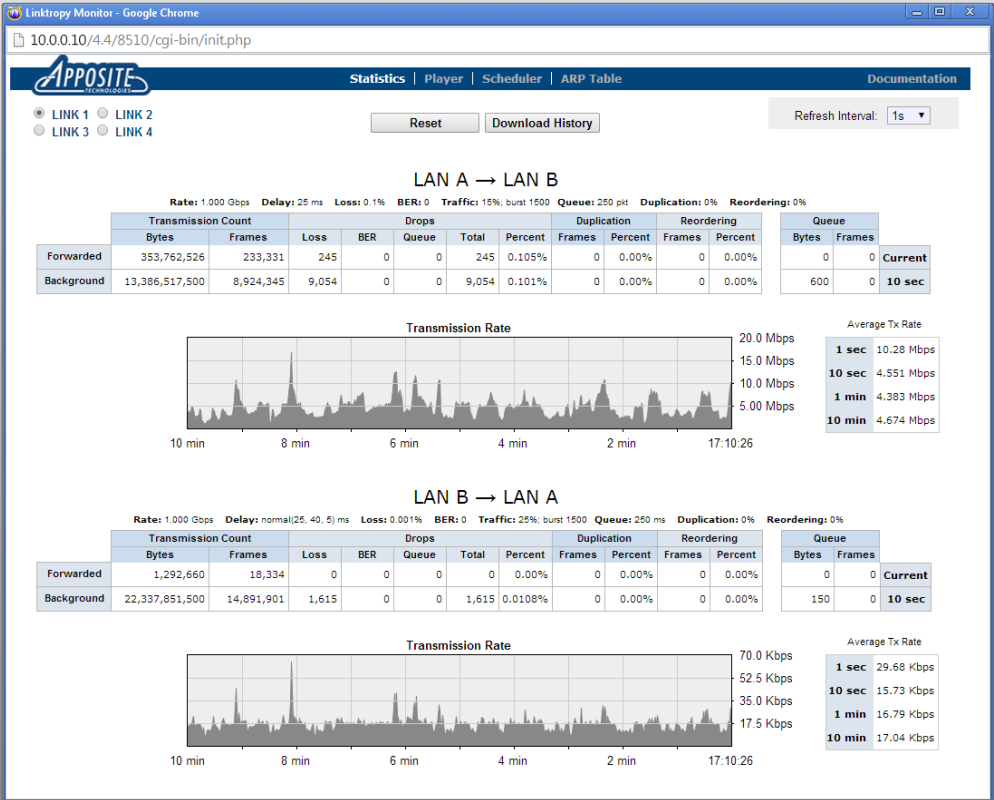 Linktropy Monitor - Google Chrome
10.0.0.10/4.4/8510/cgi-bin/init.php
APPOSITE TECHNOLOGIES
Statistics | Player | Scheduler | ARP Table Documentation
LINK 1 LINK 2
LINK 3 LINK 4
Reset Download History
Refresh Interval: 1s
LAN A → LAN B
Rate: 1.000 Gbps Delay: 25 ms Loss: 0.1% BER: 0 Traffic: 15%; burst 1500 Queue: 250 pkt Duplication: 0% Reordering: 0%
Transmission Count Drops Duplication Reordering Queue
Bytes Frames Loss BER Queue Total Percent Frames Percent Frames Percent Bytes Frames
Forwarded 353,762,526 233,331 245 0 0 245 0.105% 0 0.00% 0 0.00% 0 0 Current
Background 13,386,517,500 8,924,345 9,054 0 0 9,054 0.101% 0 0.00% 0 0.00% 600 0 10 sec
Transmission Rate
20.0 Mbps
15.0 Mbps
10.0 Mbps
5.00 Mbps
10 min 8 min 6 min 4 min 2 min 17:10:26
Average Tx Rate
1 sec 10.28 Mbps
10 sec 4.551 Mbps
1 min 4.383 Mbps
10 min 4.674 Mbps
LAN B → LAN A
Rate: 1.000 Gbps Delay: normal(25, 40, 5) ms Loss: 0.001% BER: 0 Traffic: 25%; burst 1500 Queue: 250 ms Duplication: 0% Reordering: 0%
Transmission Count Drops Duplication Reordering Queue
Bytes Frames Loss BER Queue Total Percent Frames Percent Frames Percent Bytes Frames
Forwarded 1,292,660 18,334 0 0 0 0 0.00% 0 0.00% 0 0.00% 0 0 Current
Background 22,337,851,500 14,891,901 1,615 0 0 1,615 0.0108% 0 0.00% 0 0.00% 150 0 10 sec
Transmission Rate
70.0 Kbps
52.5 Kbps
35.0 Kbps
17.5 Kbps
10 min 8 min 6 min 4 min 2 min 17:10:26
Average Tx Rate
1 sec 29.68 Kbps
10 sec 15.73 Kbps
1 min 16.79 Kbps
10 min 17.04 Kbps